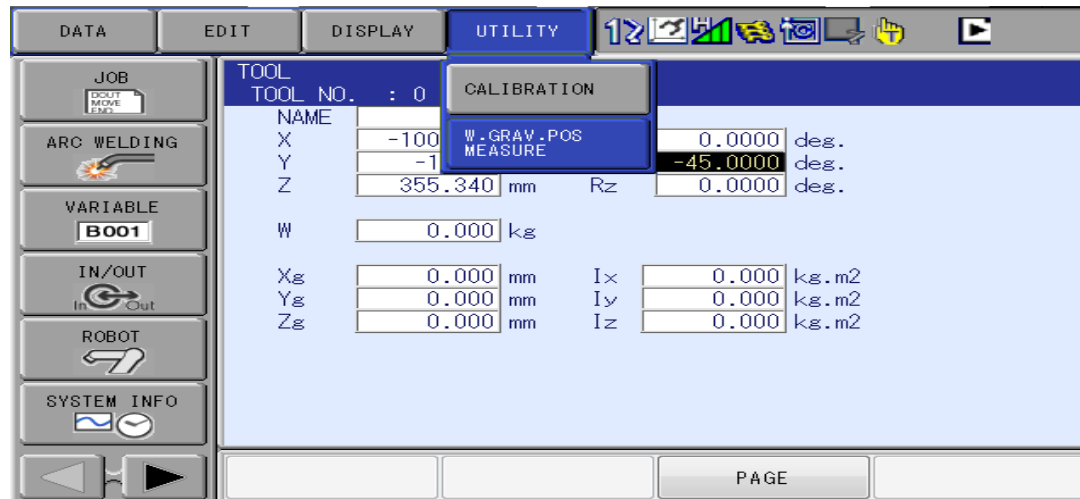 DATA EDIT DISPLAY UTILITY
JOB
DOUT
MOVE
END
ARC WELDING
VARIABLE
B001
IN/OUT
In Out
ROBOT
SYSTEM INFO
CALIBRATION
W.GRAV.POS
MEASURE
TOOL
TOOL NO. : 0
NAME
X -100 0.0000 deg.
Y -1 -45.0000 deg.
Z 355.340 mm Rz 0.0000 deg.
W 0.000 kg
Xg 0.000 mm Ix 0.000 kg.m2
Yg 0.000 mm Iy 0.000 kg.m2
Zg 0.000 mm Iz 0.000 kg.m2
PAGE